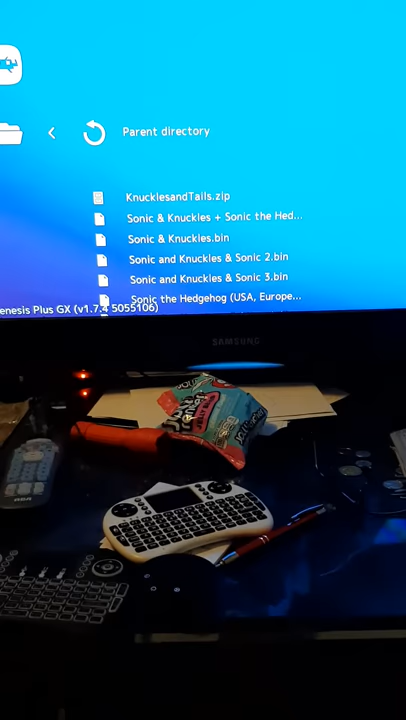 Parent directory
KnucklesandTails.zip
Sonic & Knuckles + Sonic the Hed...
Sonic & Knuckles.bin
Sonic and Knuckles & Sonic 2.bin
Sonic and Knuckles & Sonic 3.bin
Sonic the Hedgehog (USA, Europe...
enesis Plus GX (v1.7.4 5055106)
SAMSUNG
RCA